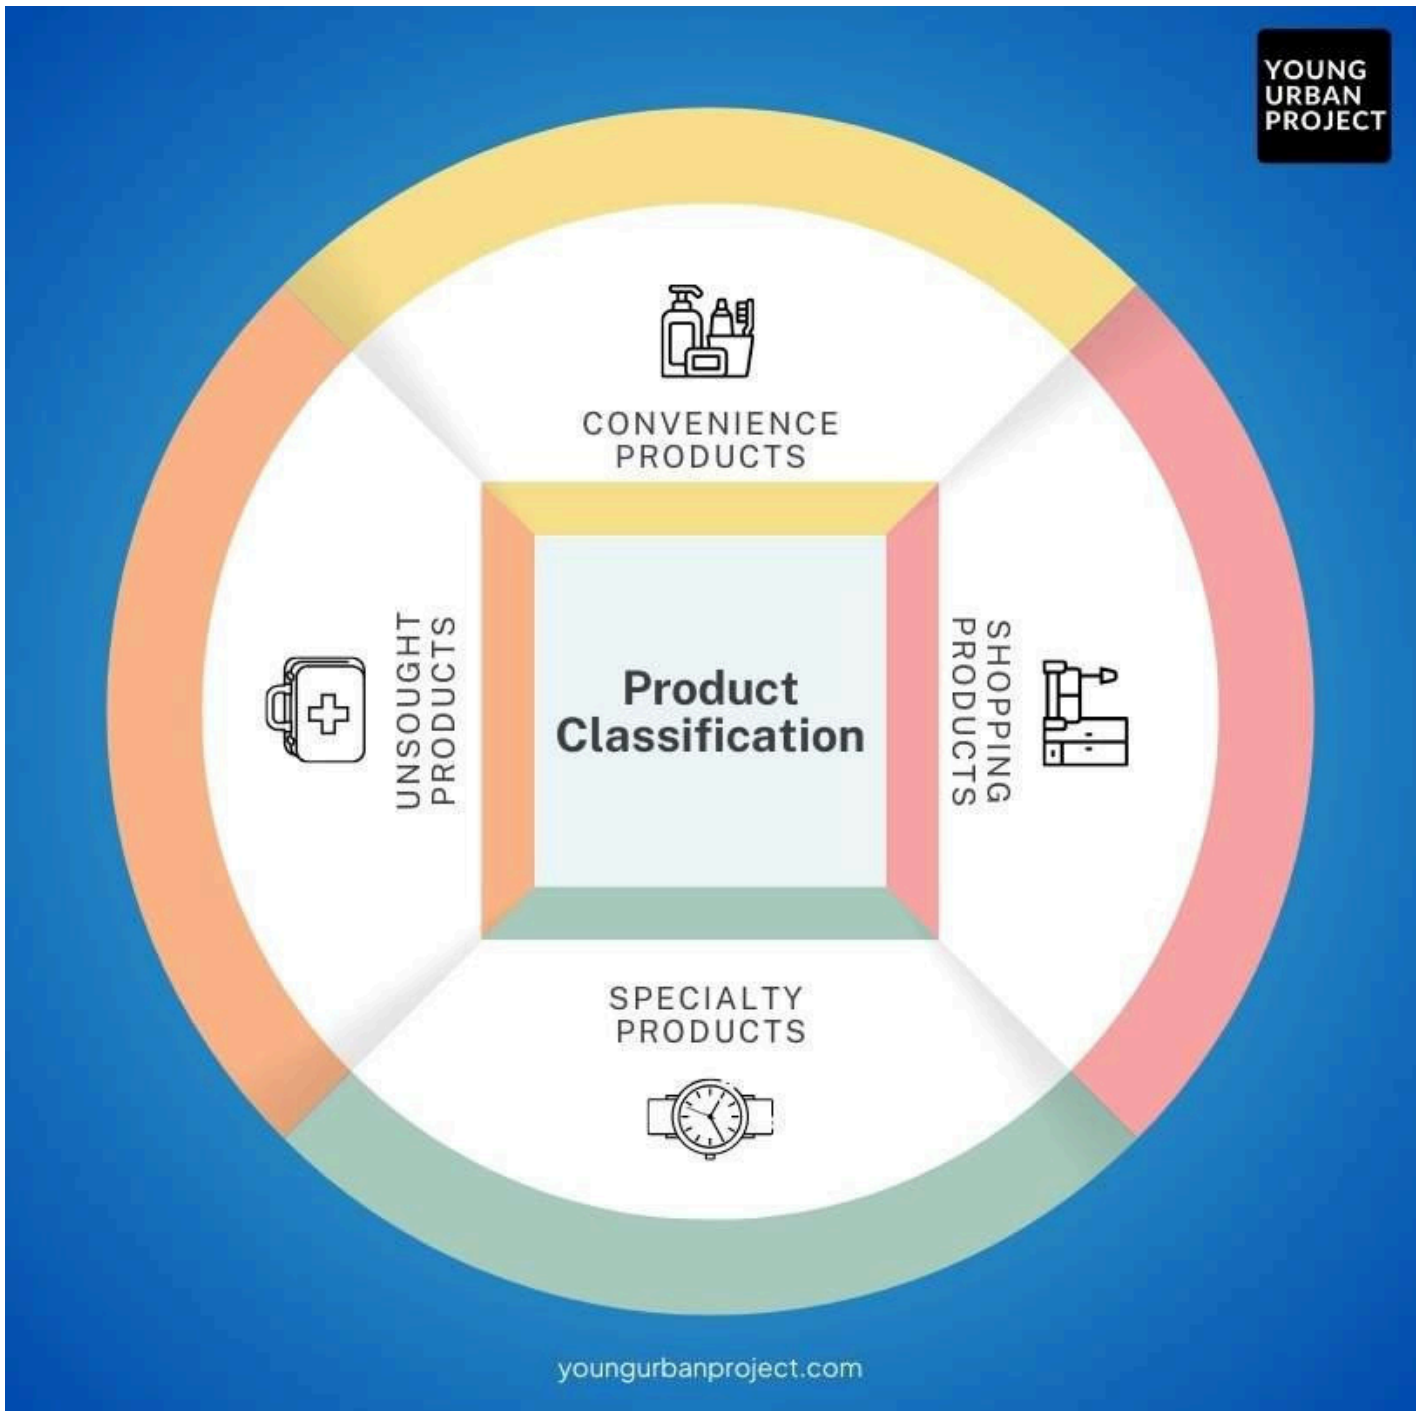 YOUNG
URBAN
PROJECT
CONVENIENCE
PRODUCTS
UNSOUGHT
PRODUCTS
Product
Classification
SHOPPING
PRODUCTS
SPECIALTY
PRODUCTS
youngurbanproject.com